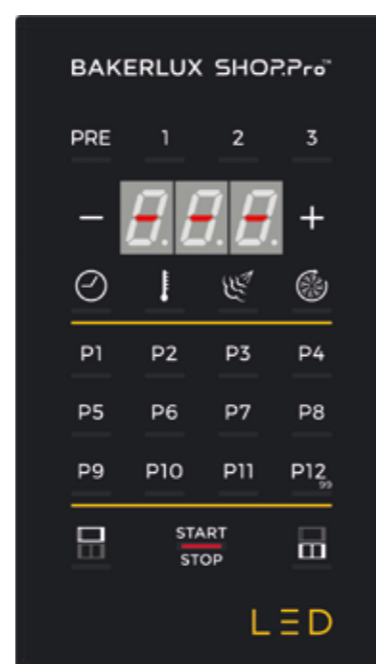 BAKERLUX SHOP.Pro™
PRE 1 2 3
− --- +
P1 P2 P3 P4
P5 P6 P7 P8
P9 P10 P11 P12
99
START
STOP
LED